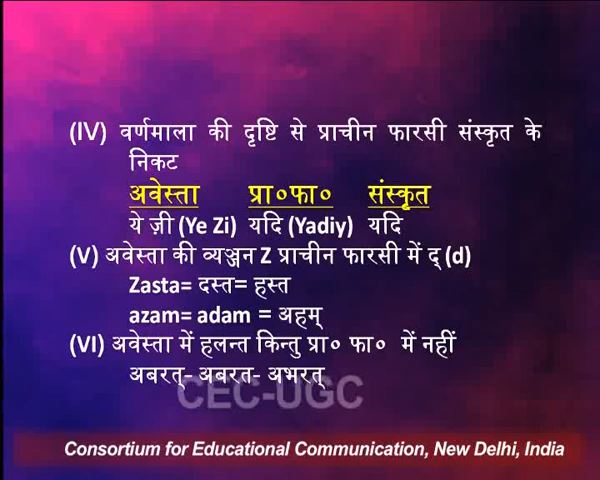 (IV) वर्णमाला की दृष्टि से प्राचीन फारसी संस्कृत के
निकट
अवेस्ता प्रा०फा० संस्कृत
ये ज़ी (Ye Zi) यदि (Yadiy) यदि
(V) अवेस्ता की व्यञ्जन Z प्राचीन फारसी में द् (d)
Zasta= दस्त= हस्त
azam= adam = अहम्
(VI) अवेस्ता में हलन्त किन्तु प्रा० फा० में नहीं
अबरत्- अबरत- अभरत्
CEC-UGC
Consortium for Educational Communication, New Delhi, India